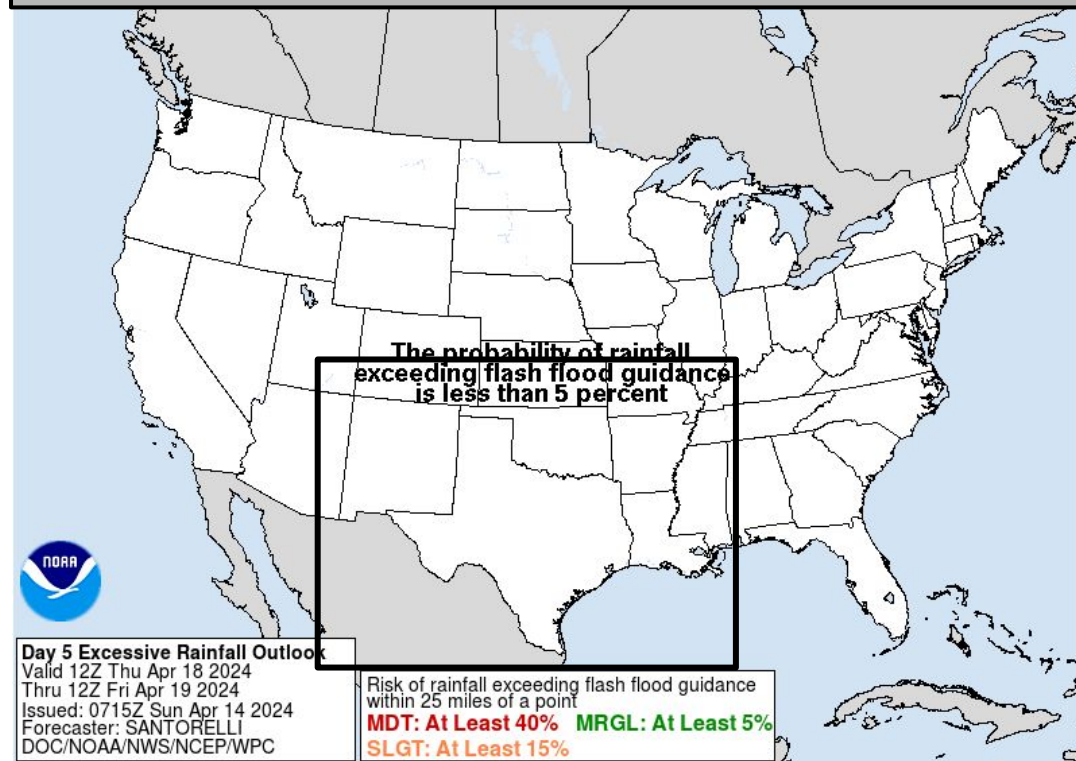 The probability of rainfall
exceeding flash flood guidance
is less than 5 percent
NOAA
Day 5 Excessive Rainfall Outlook
Valid 12Z Thu Apr 18 2024
Thru 12Z Fri Apr 19 2024
Issued: 0715Z Sun Apr 14 2024
Forecaster: SANTORELLI
DOC/NOAA/NWS/NCEP/WPC
Risk of rainfall exceeding flash flood guidance
within 25 miles of a point
MDT: At Least 40% MRGL: At Least 5%
SLGT: At Least 15%